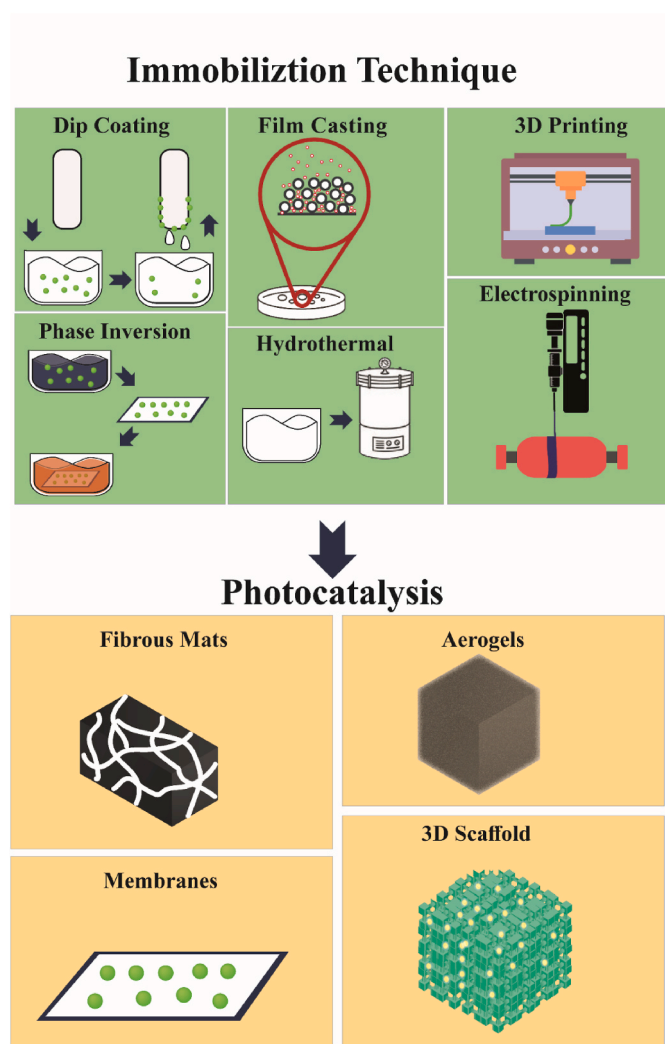 Immobiliztion Technique
Dip Coating
Film Casting
3D Printing
Phase Inversion
Hydrothermal
Electrospinning
Photocatalysis
Fibrous Mats
Aerogels
Membranes
3D Scaffold